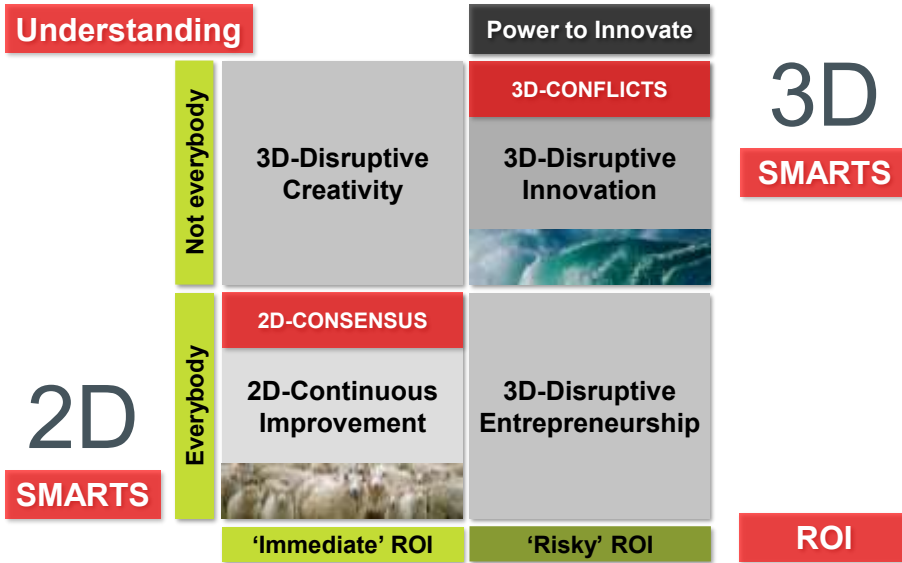 Understanding
Power to Innovate
Not everybody
3D-Disruptive
Creativity
3D-CONFLICTS
3D-Disruptive
Innovation
3D
SMARTS
2D
SMARTS
Everybody
2D-CONSENSUS
2D-Continuous
Improvement
3D-Disruptive
Entrepreneurship
‘Immediate’ ROI
‘Risky’ ROI
ROI